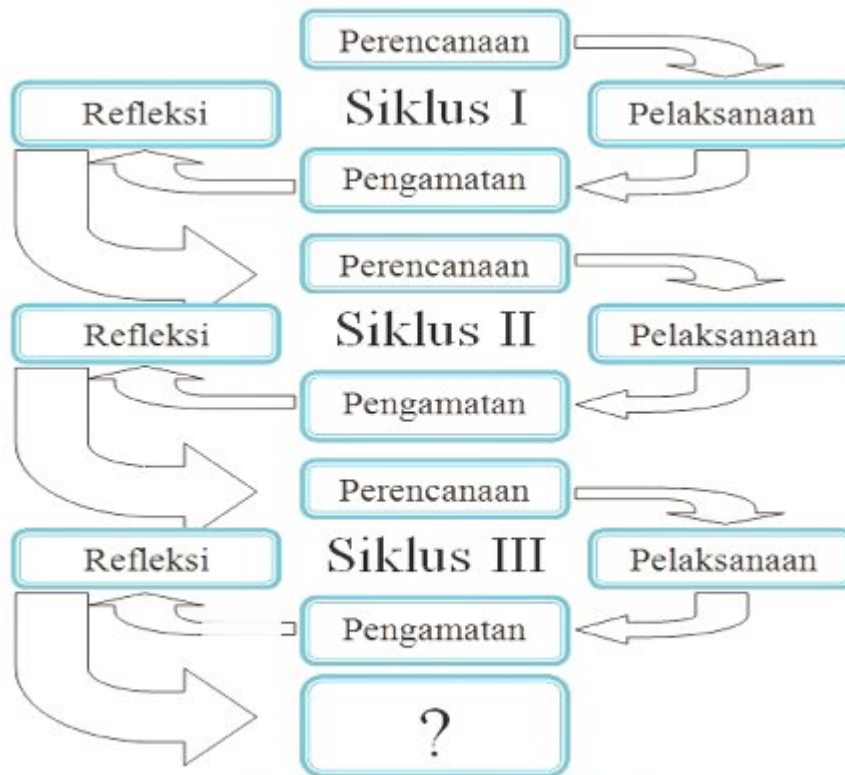 Perencanaan
Refleksi
Siklus I
Pelaksanaan
Pengamatan
Perencanaan
Refleksi
Siklus II
Pelaksanaan
Pengamatan
Perencanaan
Refleksi
Siklus III
Pelaksanaan
Pengamatan
?